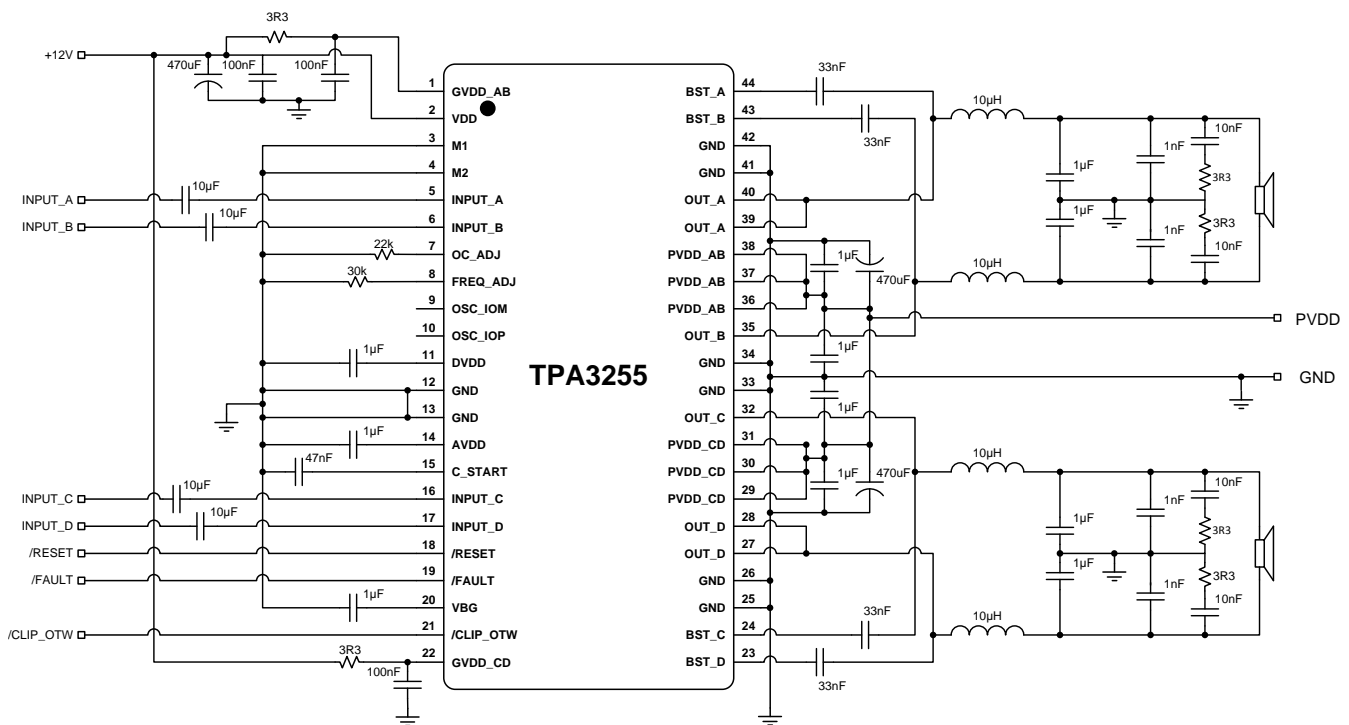 3R3
+12V
470uF
100nF
100nF
33nF
33nF
1 GVDD_AB
2 VDD
3 M1
4 M2
INPUT_A
10µF
5 INPUT_A
INPUT_B
10µF
6 INPUT_B
22k
7 OC_ADJ
30k
8 FREQ_ADJ
9 OSC_IOM
10 OSC_IOP
1µF
11 DVDD
12 GND
13 GND
1µF
14 AVDD
47nF
15 C_START
INPUT_C
10µF
16 INPUT_C
INPUT_D
10µF
17 INPUT_D
/RESET
18 /RESET
/FAULT
19 /FAULT
1µF
20 VBG
/CLIP_OTW
21 /CLIP_OTW
3R3
100nF
22 GVDD_CD
TPA3255
BST_A 44
BST_B 43
GND 42
GND 41
OUT_A 40
OUT_A 39
PVDD_AB 38
PVDD_AB 37
PVDD_AB 36
OUT_B 35
GND 34
GND 33
OUT_C 32
PVDD_CD 31
PVDD_CD 30
PVDD_CD 29
OUT_D 28
OUT_D 27
GND 26
GND 25
BST_C 24
BST_D 23
1µF
470uF
1µF
1µF
1µF
470uF
33nF
33nF
10µH
1µF
1nF
10nF
3R3
1µF
1nF
3R3
10nF
10µH
PVDD
GND
10µH
1µF
1nF
10nF
3R3
1µF
1nF
3R3
10nF
10µH